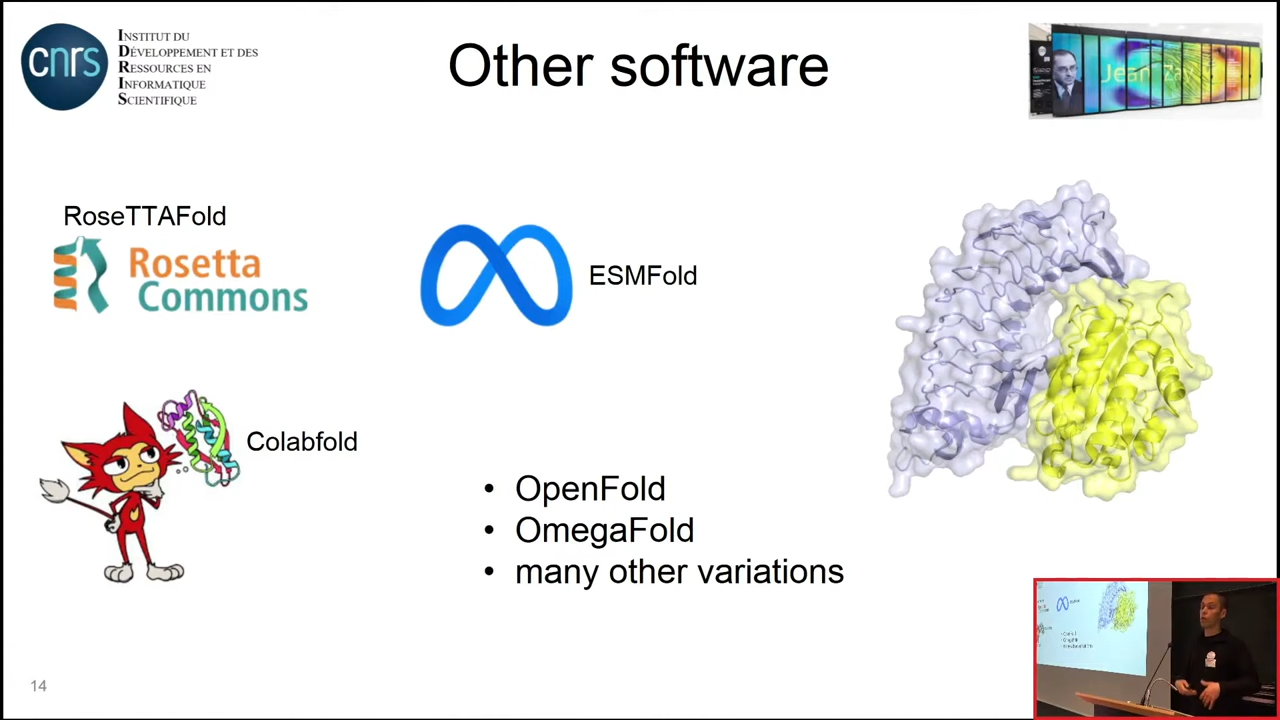 cnrs
INSTITUT DU
DÉVELOPPEMENT ET DES
RESSOURCES EN
INFORMATIQUE
SCIENTIFIQUE
Other software
Jean Zay
RoseTTAFold
Rosetta
Commons
ESMFold
Colabfold
• OpenFold
• OmegaFold
• many other variations
14